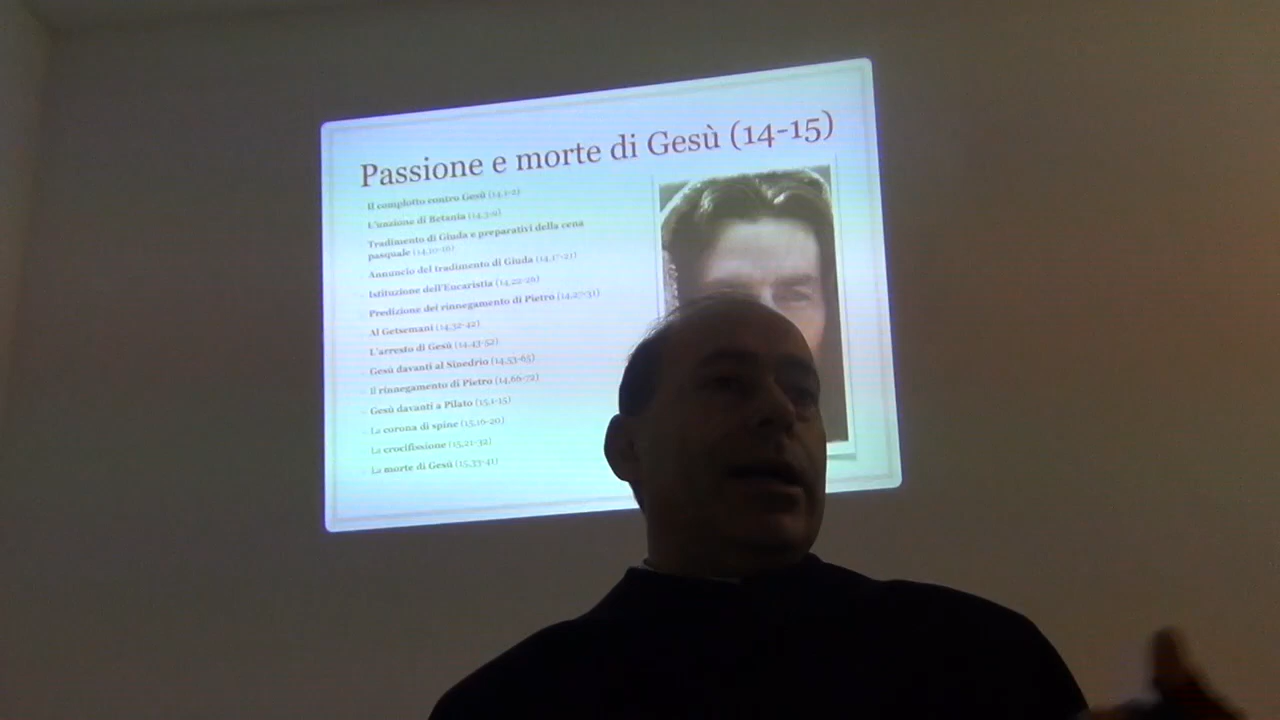 Passione e morte di Gesù (14-15)
Il complotto contro Gesù (14,1-2)
L'unzione di Betania (14,3-9)
Tradimento di Giuda e preparativi della cena
pasquale (14,10-16)
Annuncio del tradimento di Giuda (14,17-21)
Istituzione dell'Eucaristia (14,22-26)
Predizione del rinnegamento di Pietro (14,27-31)
Al Getsemani (14,32-42)
L'arresto di Gesù (14,43-52)
Gesù davanti al Sinedrio (14,53-65)
Il rinnegamento di Pietro (14,66-72)
Gesù davanti a Pilato (15,1-15)
La corona di spine (15,16-20)
La crocifissione (15,21-32)
La morte di Gesù (15,33-41)